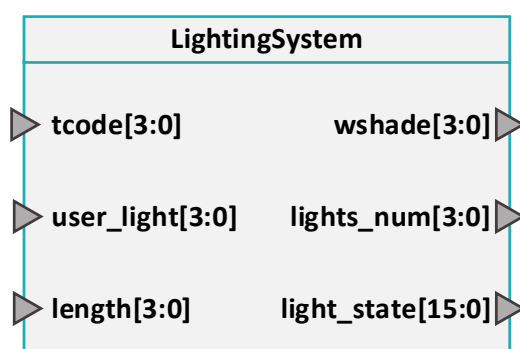 LightingSystem
tcode[3:0] wshade[3:0]
user_light[3:0] lights_num[3:0]
length[3:0] light_state[15:0]